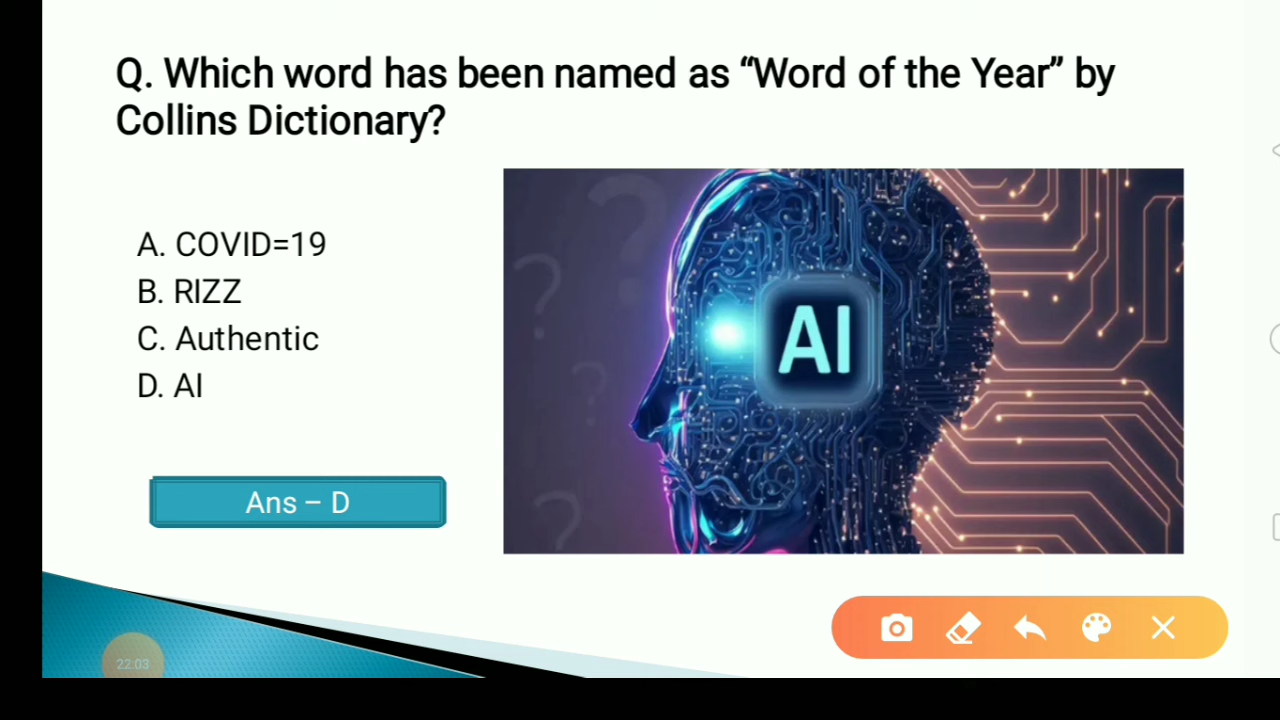 Q. Which word has been named as “Word of the Year” by
Collins Dictionary?
A. COVID=19
B. RIZZ
C. Authentic
D. AI
AI
Ans – D
22:03